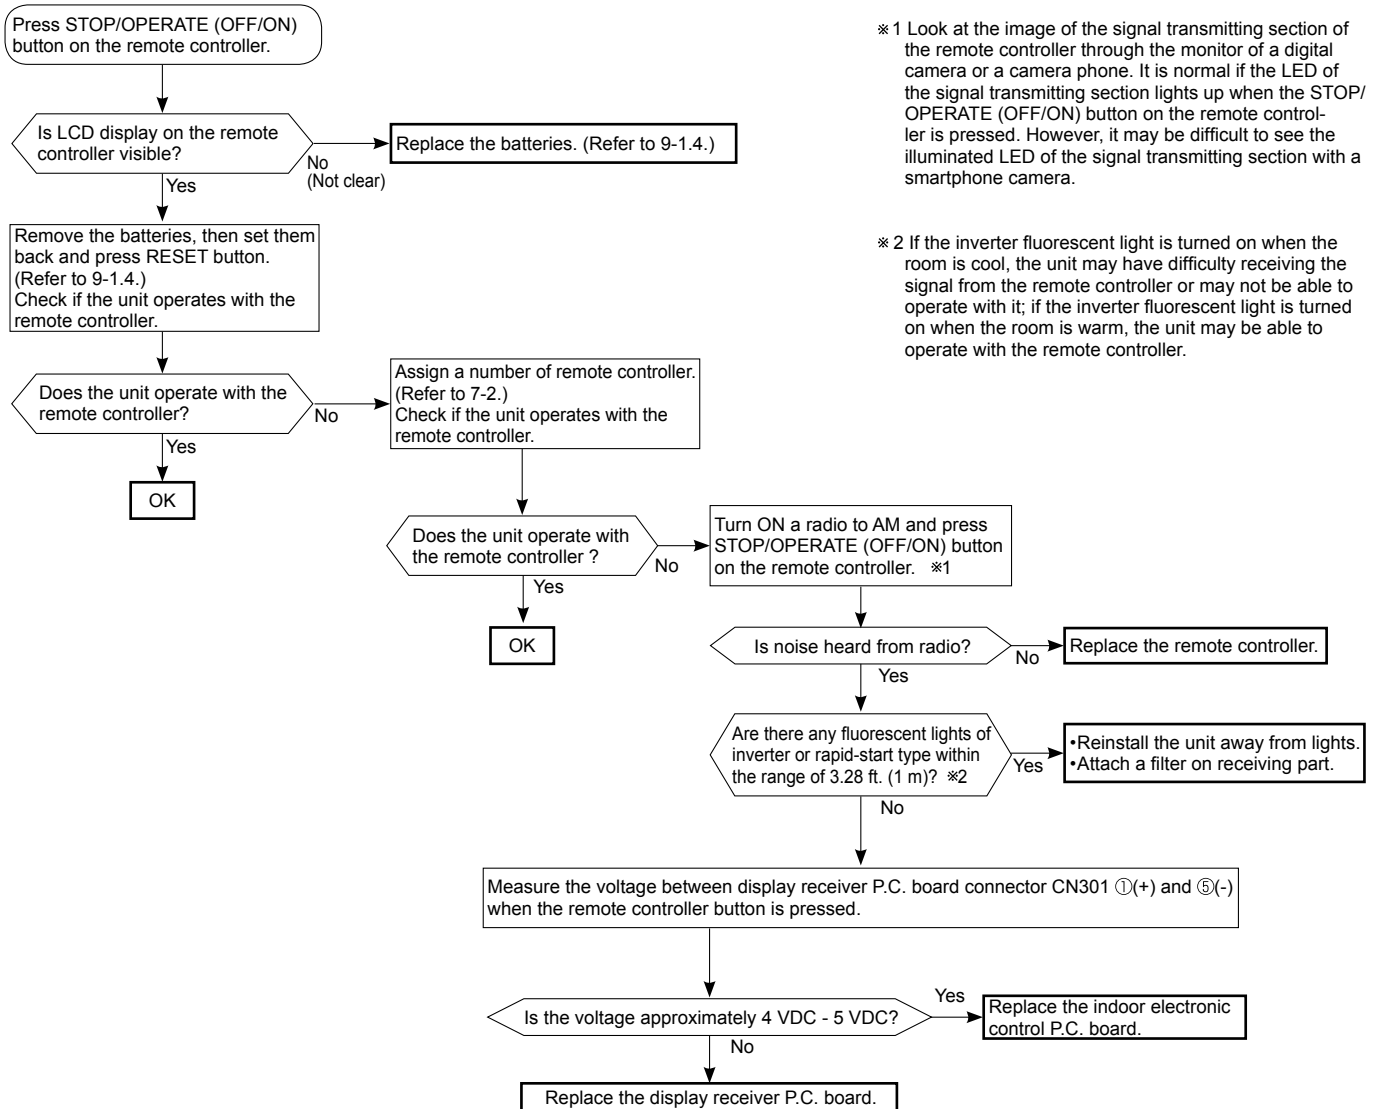 Press STOP/OPERATE (OFF/ON)
button on the remote controller.
Is LCD display on the remote
controller visible?
No
(Not clear)
Replace the batteries. (Refer to 9-1.4.)
Yes
Remove the batteries, then set them
back and press RESET button.
(Refer to 9-1.4.)
Check if the unit operates with the
remote controller.
Does the unit operate with the
remote controller?
No
Yes
OK
Assign a number of remote controller.
(Refer to 7-2.)
Check if the unit operates with the
remote controller.
Does the unit operate with
the remote controller ?
No
Yes
OK
Turn ON a radio to AM and press
STOP/OPERATE (OFF/ON) button
on the remote controller. ※1
Is noise heard from radio?
No
Replace the remote controller.
Yes
Are there any fluorescent lights of
inverter or rapid-start type within
the range of 3.28 ft. (1 m)? ※2
Yes
•Reinstall the unit away from lights.
•Attach a filter on receiving part.
No
Measure the voltage between display receiver P.C. board connector CN301 ①(+) and ⑤(-)
when the remote controller button is pressed.
Is the voltage approximately 4 VDC - 5 VDC?
Yes
Replace the indoor electronic
control P.C. board.
No
Replace the display receiver P.C. board.
※1 Look at the image of the signal transmitting section of
the remote controller through the monitor of a digital
camera or a camera phone. It is normal if the LED of
the signal transmitting section lights up when the STOP/
OPERATE (OFF/ON) button on the remote control-
ler is pressed. However, it may be difficult to see the
illuminated LED of the signal transmitting section with a
smartphone camera.
※2 If the inverter fluorescent light is turned on when the
room is cool, the unit may have difficulty receiving the
signal from the remote controller or may not be able to
operate with it; if the inverter fluorescent light is turned
on when the room is warm, the unit may be able to
operate with the remote controller.